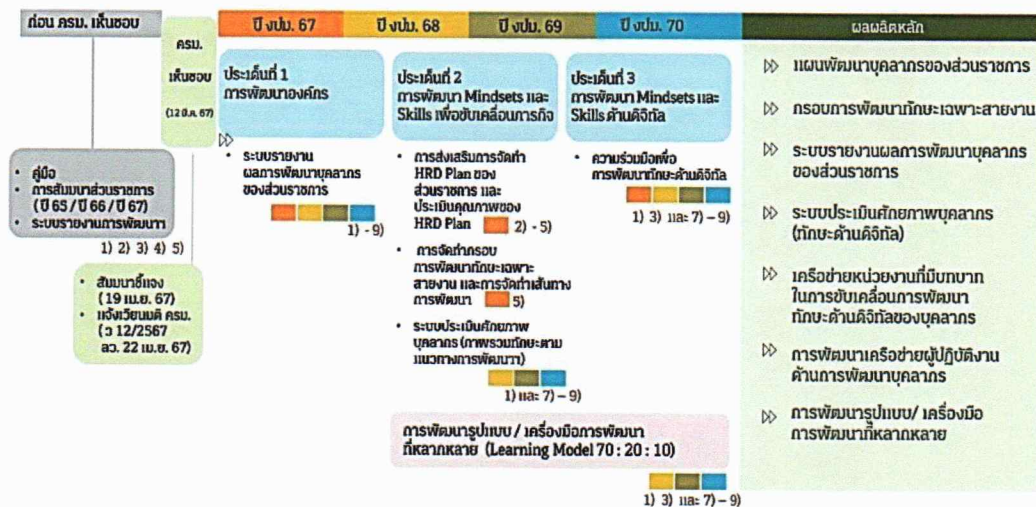 ก่อน ครม. เห็นชอบ
ครม.
เห็นชอบ
(12 มี.ค. 67)
ปี งปม. 67
ปี งปม. 68
ปี งปม. 69
ปี งปม. 70
ผลผลิตหลัก
• คู่มือ
• การสัมมนาส่วนราชการ
(ปี 65 / ปี 66 / ปี 67)
• ระบบรายงานการพัฒนาฯ
1) 2) 3) 4) 5)
• สัมมนาชี้แจง
(19 เม.ย. 67)
• แจ้งเวียนมติ ครม.
(ว 12/2567
ลว. 22 เม.ย. 67)
ประเด็นที่ 1
การพัฒนาองค์กร
• ระบบรายงาน
ผลการพัฒนาบุคลากร
ของส่วนราชการ
1) - 9)
ประเด็นที่ 2
การพัฒนา Mindsets และ
Skills เพื่อขับเคลื่อนภารกิจ
• การส่งเสริมการจัดทำ
HRD Plan ของ
ส่วนราชการ และ
ประเมินคุณภาพของ
HRD Plan 2) - 5)
• การจัดทำกรอบ
การพัฒนาทักษะเฉพาะ
สายงาน และการจัดทำเส้นทาง
การพัฒนา 5)
• ระบบประเมินศักยภาพ
บุคลากร (ภาพรวมทักษะตาม
แนวทางการพัฒนาฯ)
1) และ 7) – 9)
ประเด็นที่ 3
การพัฒนา Mindsets และ
Skills ด้านดิจิทัล
• ความร่วมมือเพื่อ
การพัฒนาทักษะด้านดิจิทัล
1) 3) และ 7) – 9)
การพัฒนารูปแบบ / เครื่องมือการพัฒนา
ที่หลากหลาย (Learning Model 70 : 20 : 10)
1) 3) และ 7) – 9)
แผนพัฒนาบุคลากรของส่วนราชการ
กรอบการพัฒนาทักษะเฉพาะสายงาน
ระบบรายงานผลการพัฒนาบุคลากร
ของส่วนราชการ
ระบบประเมินศักยภาพบุคลากร
(ทักษะด้านดิจิทัล)
เครือข่ายหน่วยงานที่มีบทบาท
ในการขับเคลื่อนการพัฒนา
ทักษะด้านดิจิทัลของบุคลากร
การพัฒนาเครือข่ายผู้ปฏิบัติงาน
ด้านการพัฒนาบุคลากร
การพัฒนารูปแบบ/ เครื่องมือ
การพัฒนาที่หลากหลาย